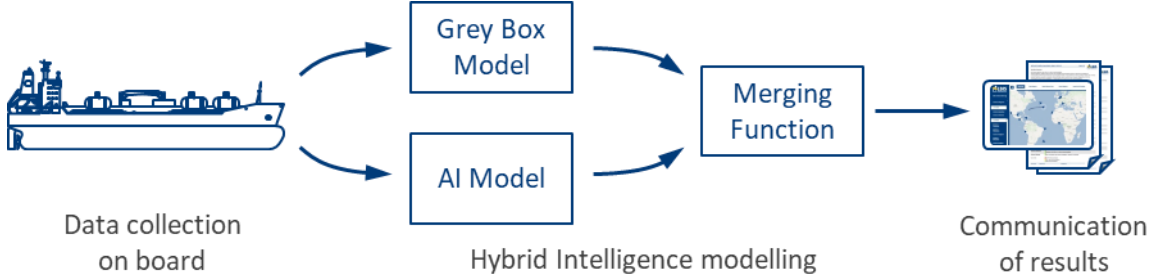 Grey Box
Model
AI Model
Merging
Function
Data collection
on board
Hybrid Intelligence modelling
Communication
of results